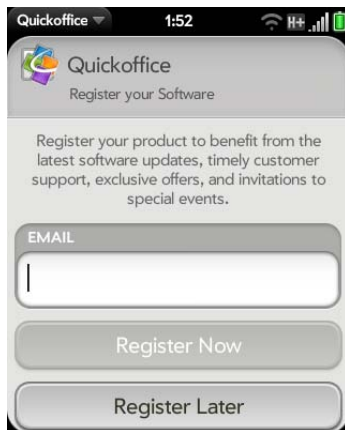 Quickoffice 1:52 H+
Quickoffice
Register your Software
Register your product to benefit from the
latest software updates, timely customer
support, exclusive offers, and invitations to
special events.
EMAIL
Register Now
Register Later